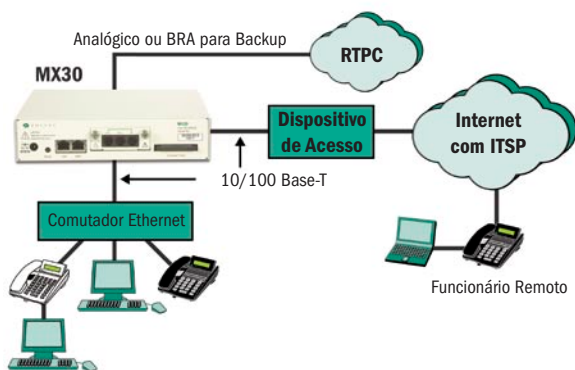 Analógico ou BRA para Backup
RTPC
MX30
Dispositivo
de Acesso
Internet
com ITSP
10/100 Base-T
Comutador Ethernet
Funcionário Remoto